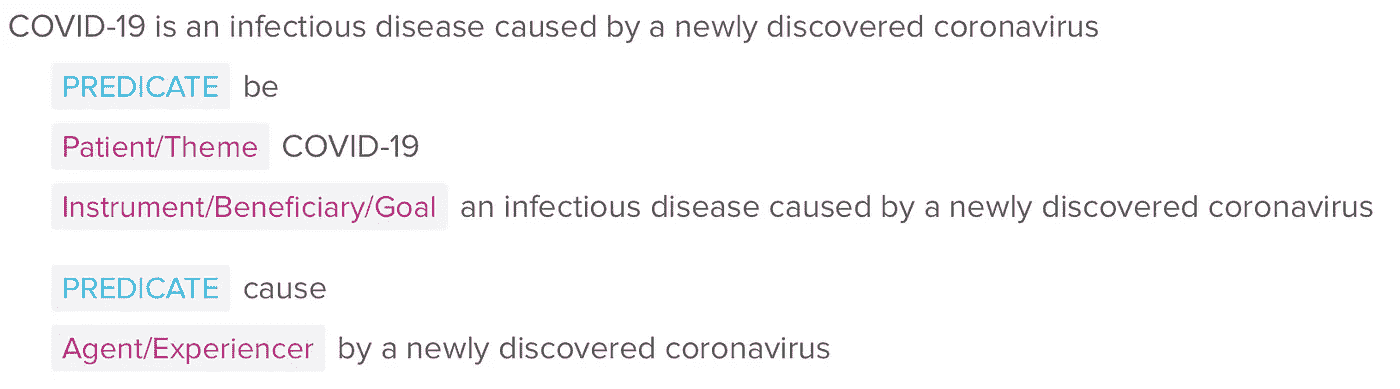 COVID-19 is an infectious disease caused by a newly discovered coronavirus
PREDICATE be
Patient/Theme COVID-19
Instrument/Beneficiary/Goal an infectious disease caused by a newly discovered coronavirus
PREDICATE cause
Agent/Experiencer by a newly discovered coronavirus